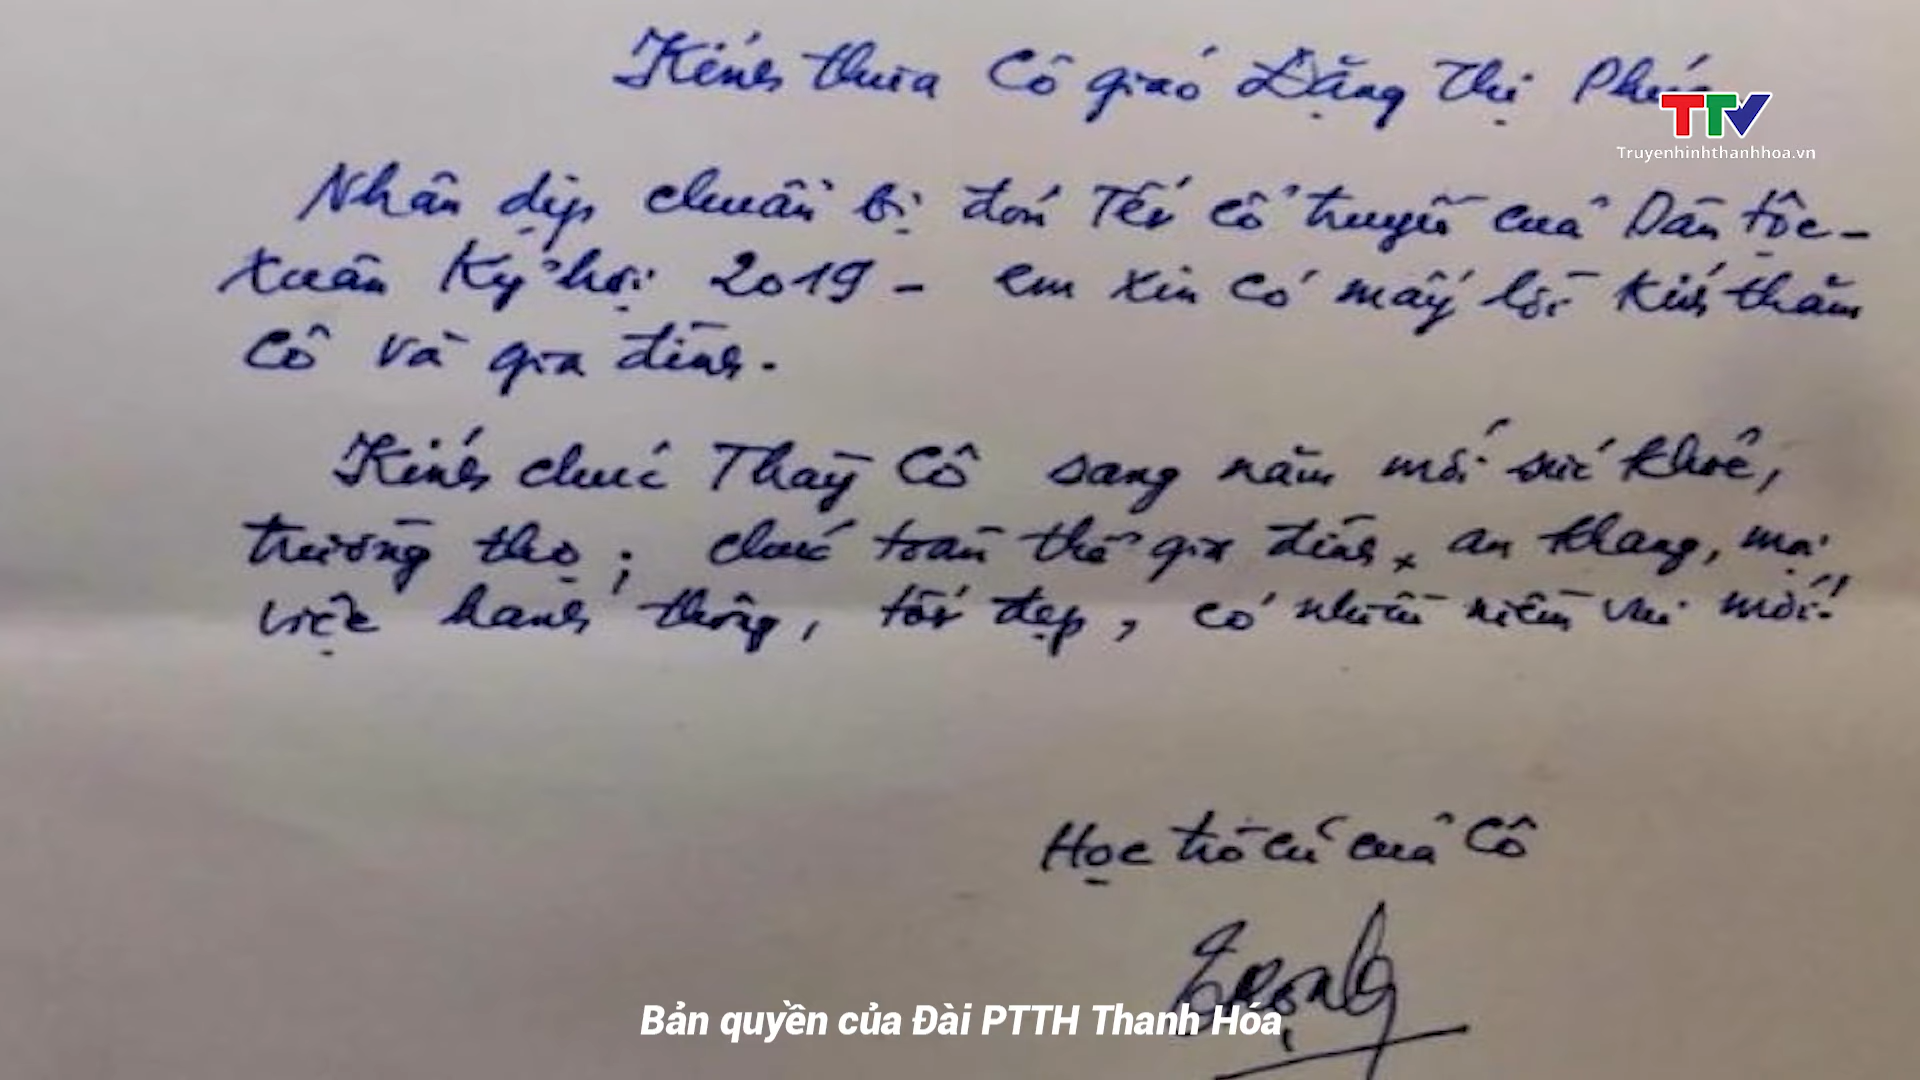 Kính thưa Cô giáo Đặng Thị Phúc
TTV
Truyenhinhthanhhoa.vn
Nhân dịp chuẩn bị đón Tết cổ truyền của Dân tộc -
Xuân Kỷ hợi 2019 - em xin có mấy lời kính thăm
Cô và gia đình.
Kính chúc Thầy Cô sang năm mới sức khoẻ,
trường thọ; chúc toàn thể gia đình, an khang, mọi
việc hanh thông, tốt đẹp, có nhiều niềm vui mới!
Học trò cũ của Cô
Trọng
Bản quyền của Đài PTTH Thanh Hóa